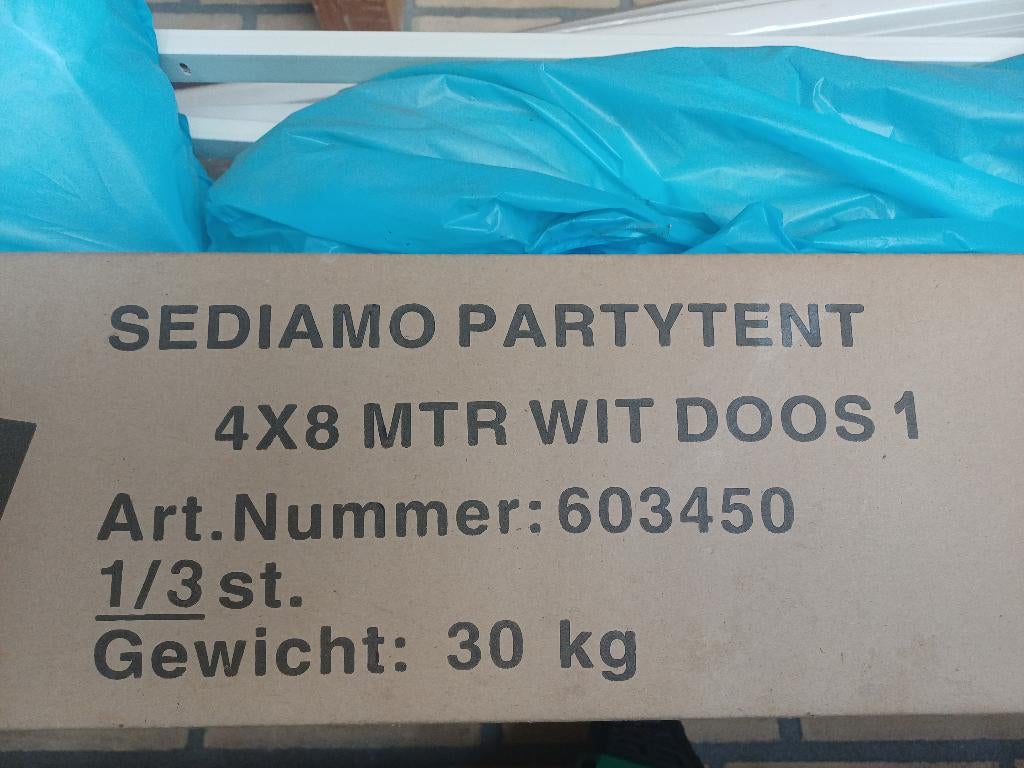 SEDIAMO PARTYTENT
4X8 MTR WIT DOOS 1
Art.Nummer: 603450
1/3 st.
Gewicht: 30 kg